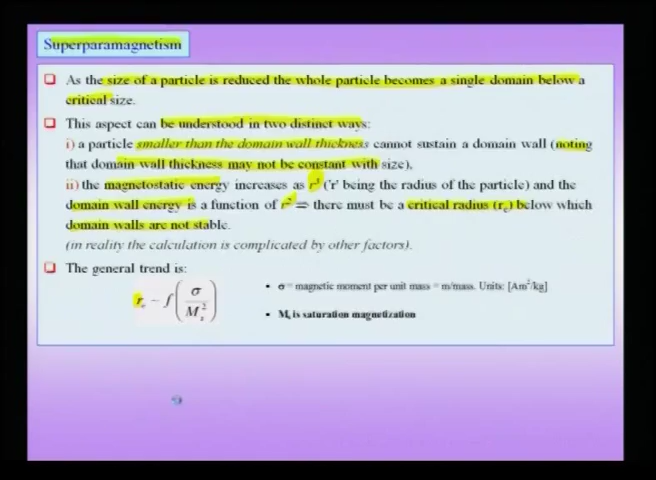 Superparamagnetism
As the size of a particle is reduced the whole particle becomes a single domain below a
critical size.
This aspect can be understood in two distinct ways:
i) a particle smaller than the domain wall thickness cannot sustain a domain wall (noting
that domain wall thickness may not be constant with size),
ii) the magnetostatic energy increases as r³ ('r' being the radius of the particle) and the
domain wall energy is a function of r² ⇒ there must be a critical radius (rc) below which
domain walls are not stable.
(in reality the calculation is complicated by other factors).
The general trend is:
rc ~ f(σ/Ms²)
• σ = magnetic moment per unit mass = m/mass. Units: [Am²/kg]
• Ms is saturation magnetization